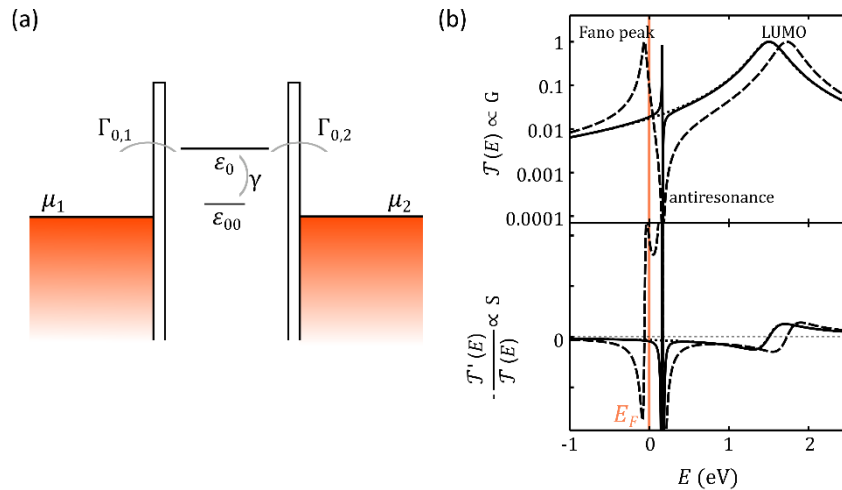 (a)
Γ0,1
Γ0,2
ε0
γ
ε00
μ1
μ2
(b)
Fano peak
LUMO
1
0.1
0.01
0.001
0.0001
𝒯(E) ∝ G
antiresonance
0
-𝒯'(E)/𝒯(E) ∝ S
EF
-1
0
1
2
E (eV)